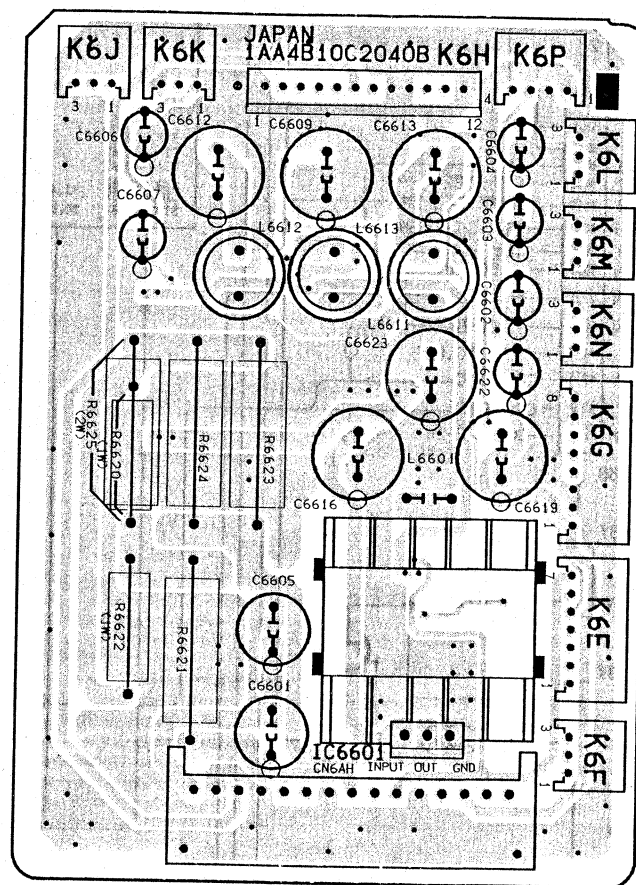 JAPAN
1AA4B10C2040B K6H
K6J
K6K
K6P
3 1
3 1
4 1
C6606
C6612
1
C6609
C6613
12
C6604
3
K6L
1
C6607
L6612
L6613
C6603
3
K6M
1
L6611
C6602
3
K6N
1
C6623
C6622
8
K6G
1
R6625
(2W)
R6620
(1W)
R6624
R6623
L6601
C6616
C6619
C6605
7
K6E
1
R6622
(1W)
R6621
C6601
3
K6F
1
IC6601
CN6AH INPUT OUT GND